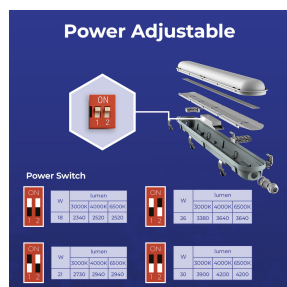 Power Adjustable
ON
1 2
Power Switch
ON
1 2
W lumen
3000K 4000K 6500K
18 2340 2520 2520
ON
1 2
W lumen
3000K 4000K 6500K
26 3380 3640 3640
ON
1 2
W lumen
3000K 4000K 6500K
21 2730 2940 2940
ON
1 2
W lumen
3000K 4000K 6500K
30 3900 4200 4200